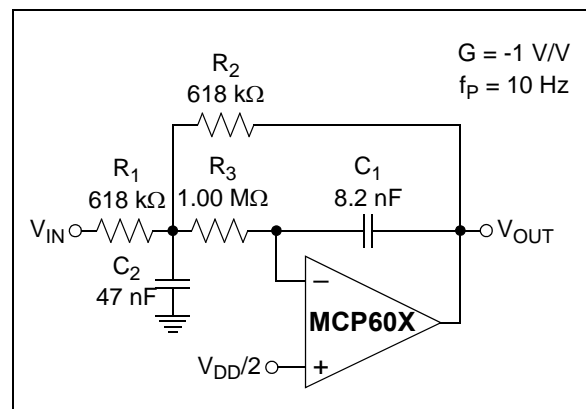 G = -1 V/V
fP = 10 Hz
R2
618 kΩ
R1
618 kΩ
R3
1.00 MΩ
C1
8.2 nF
VIN
VOUT
C2
47 nF
−
MCP60X
+
VDD/2